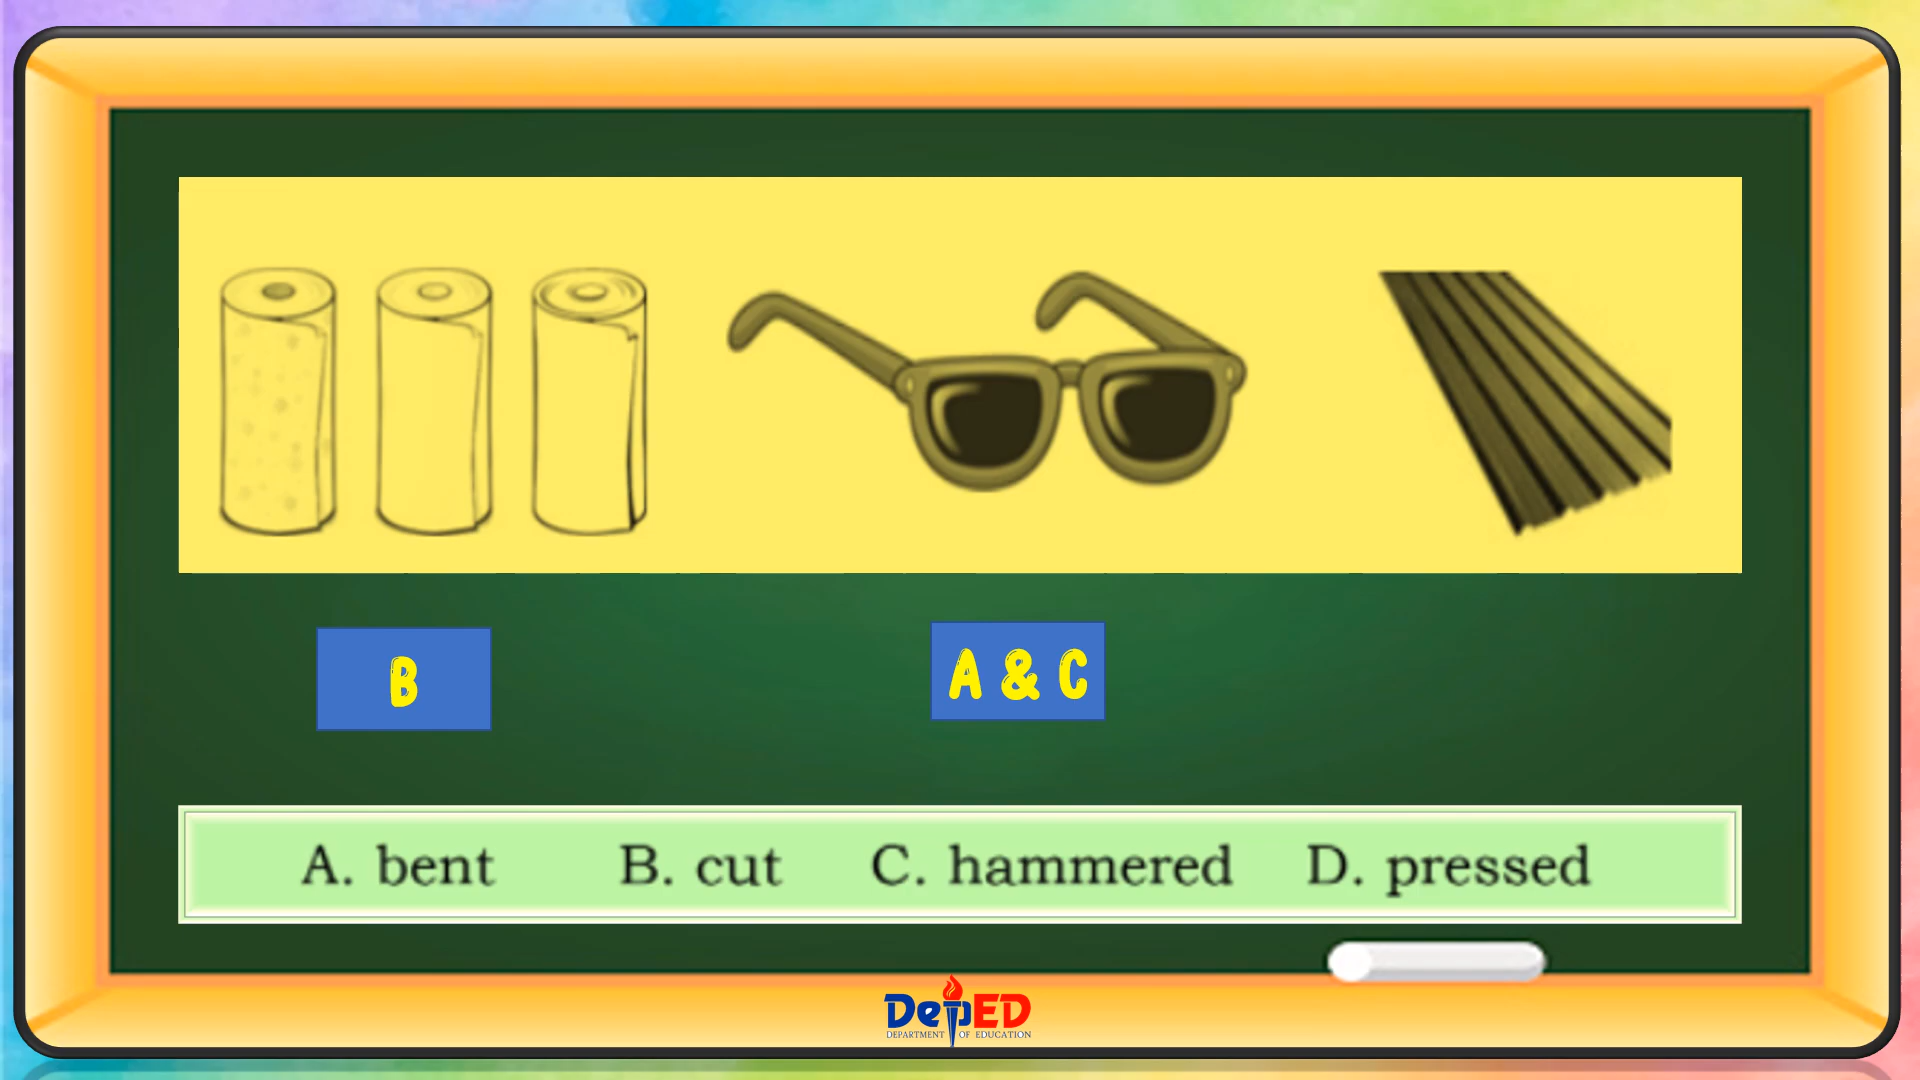 B
A & C
A. bent B. cut C. hammered D. pressed
DepED
DEPARTMENT OF EDUCATION